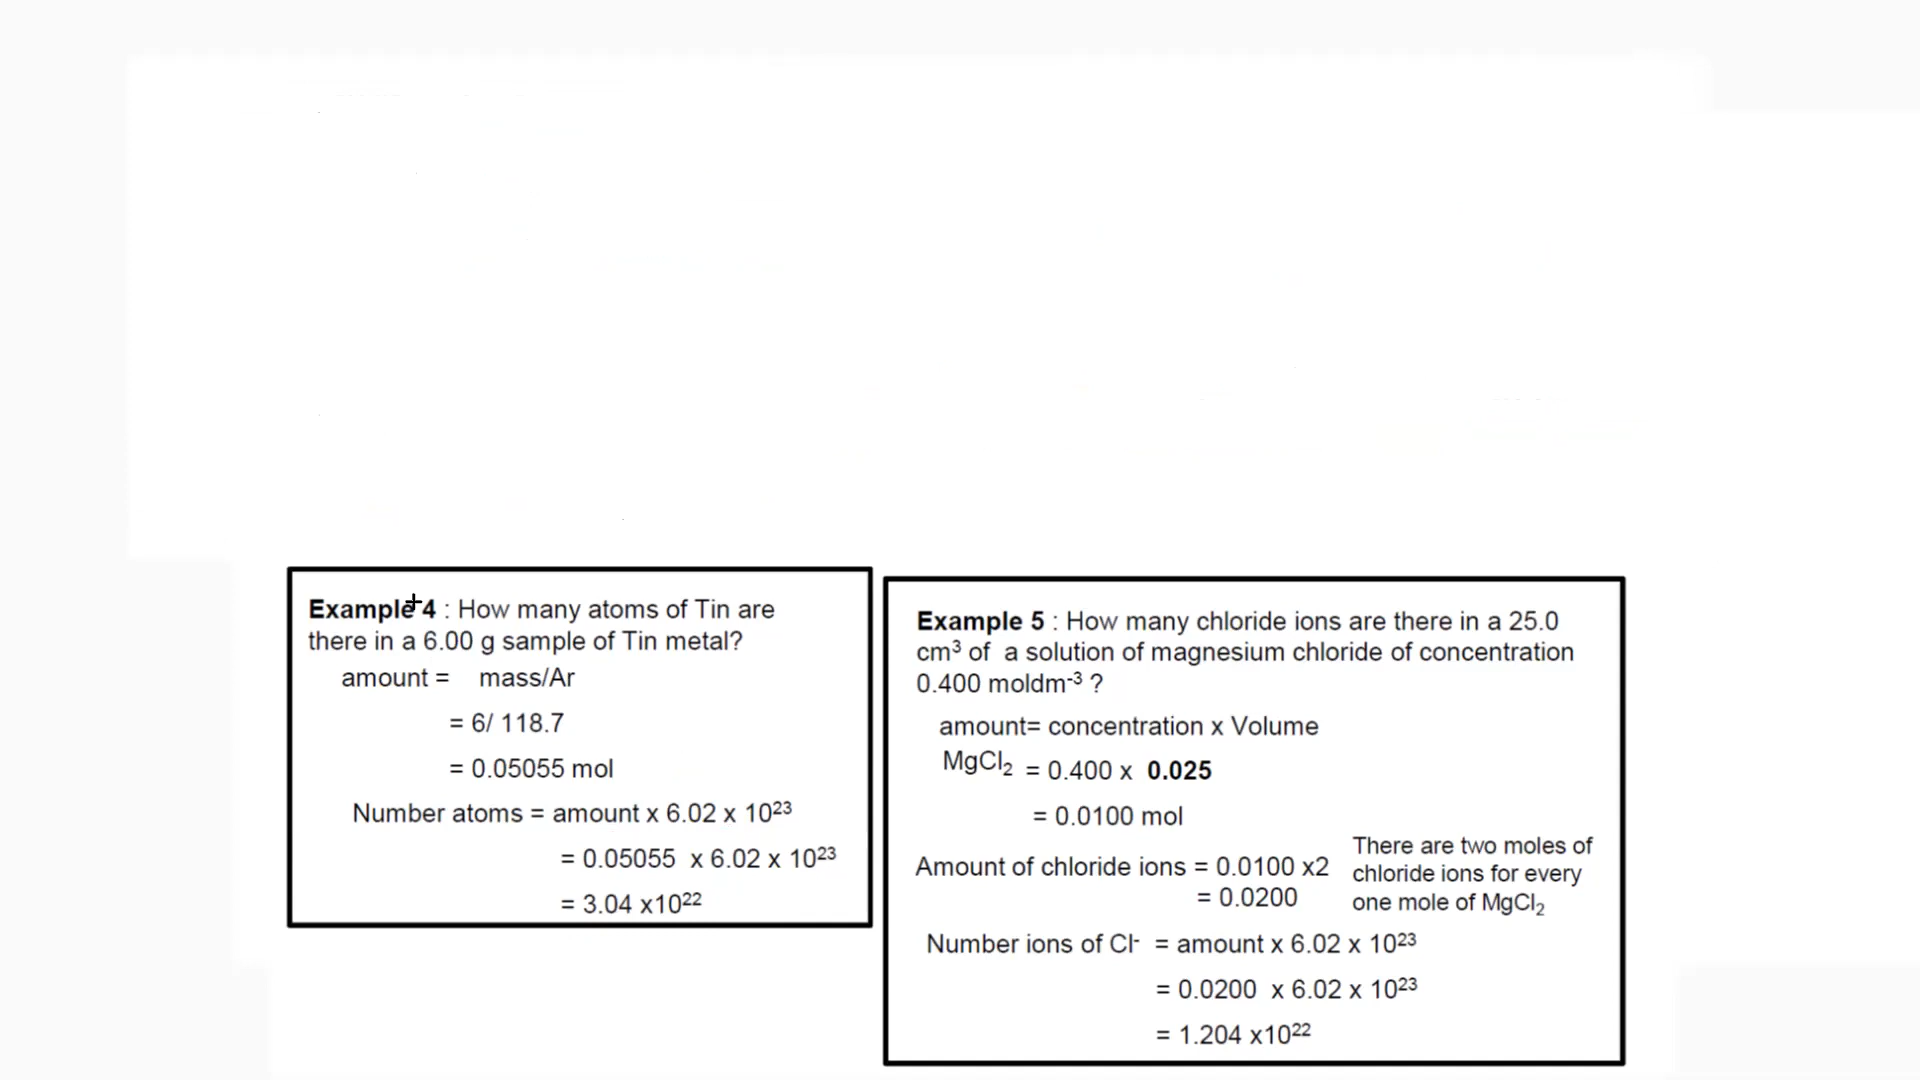 Example 4 : How many atoms of Tin are
there in a 6.00 g sample of Tin metal?
amount = mass/Ar
= 6/ 118.7
= 0.05055 mol
Number atoms = amount x 6.02 x 10²³
= 0.05055 x 6.02 x 10²³
= 3.04 x10²²
Example 5 : How many chloride ions are there in a 25.0
cm³ of a solution of magnesium chloride of concentration
0.400 moldm⁻³ ?
amount= concentration x Volume
MgCl₂ = 0.400 x 0.025
= 0.0100 mol
Amount of chloride ions = 0.0100 x2
= 0.0200
There are two moles of
chloride ions for every
one mole of MgCl₂
Number ions of Cl⁻ = amount x 6.02 x 10²³
= 0.0200 x 6.02 x 10²³
= 1.204 x10²²